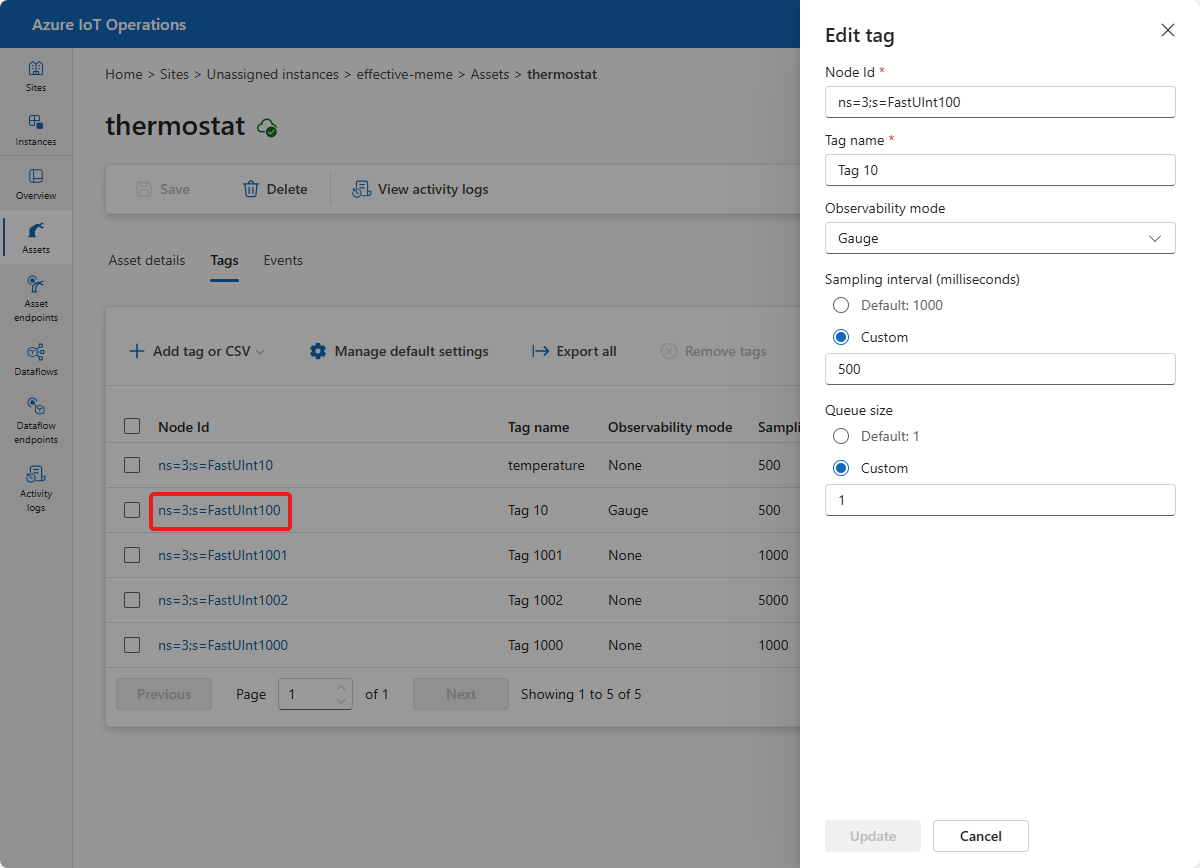 Azure IoT Operations
Sites
Instances
Overview
Assets
Asset
endpoints
Dataflows
Dataflow
endpoints
Activity
logs
Home > Sites > Unassigned instances > effective-meme > Assets > thermostat
thermostat
Save Delete View activity logs
Asset details Tags Events
Add tag or CSV Manage default settings Export all Remove tags
Node Id Tag name Observability mode Sampli
ns=3;s=FastUInt10 temperature None 500
ns=3;s=FastUInt100 Tag 10 Gauge 500
ns=3;s=FastUInt1001 Tag 1001 None 1000
ns=3;s=FastUInt1002 Tag 1002 None 5000
ns=3;s=FastUInt1000 Tag 1000 None 1000
Previous Page 1 of 1 Next Showing 1 to 5 of 5
Edit tag
Node Id *
ns=3;s=FastUInt100
Tag name *
Tag 10
Observability mode
Gauge
Sampling interval (milliseconds)
Default: 1000
Custom
500
Queue size
Default: 1
Custom
1
Update Cancel